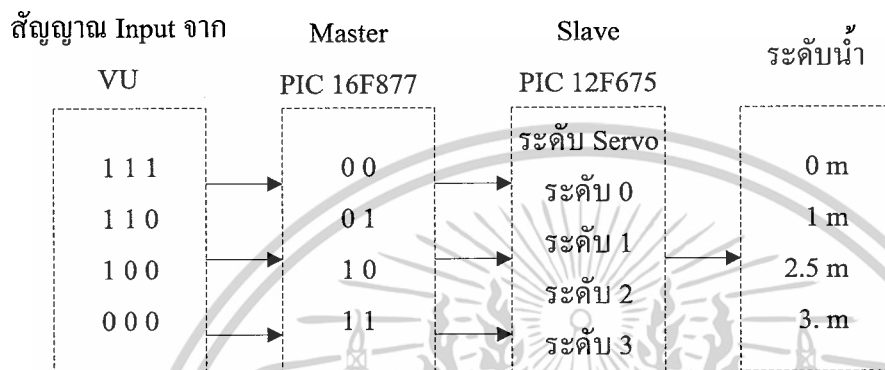 สัญญาณ Input จาก VU
Master PIC 16F877
Slave PIC 12F675
ระดับน้ำ
1 1 1
1 1 0
1 0 0
0 0 0
0 0
0 1
1 0
1 1
ระดับ Servo
ระดับ 0
ระดับ 1
ระดับ 2
ระดับ 3
0 m
1 m
2.5 m
3. m